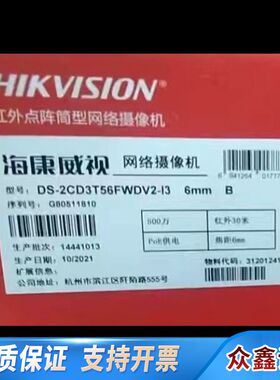 HIKVISION
红外点阵筒型网络摄像机
海康威视 网络摄像机
型号: DS-2CD3T56FWDV2-I3 6mm B
序列号: G80811810
500万 红外30米
PoE供电 焦距6mm
生产批次: 14441013
生产日期: 10/2021 物料代码: 31201241
扩展信息:
公司地址: 杭州市滨江区阡陌路555号
质保证 支持开票
众鑫